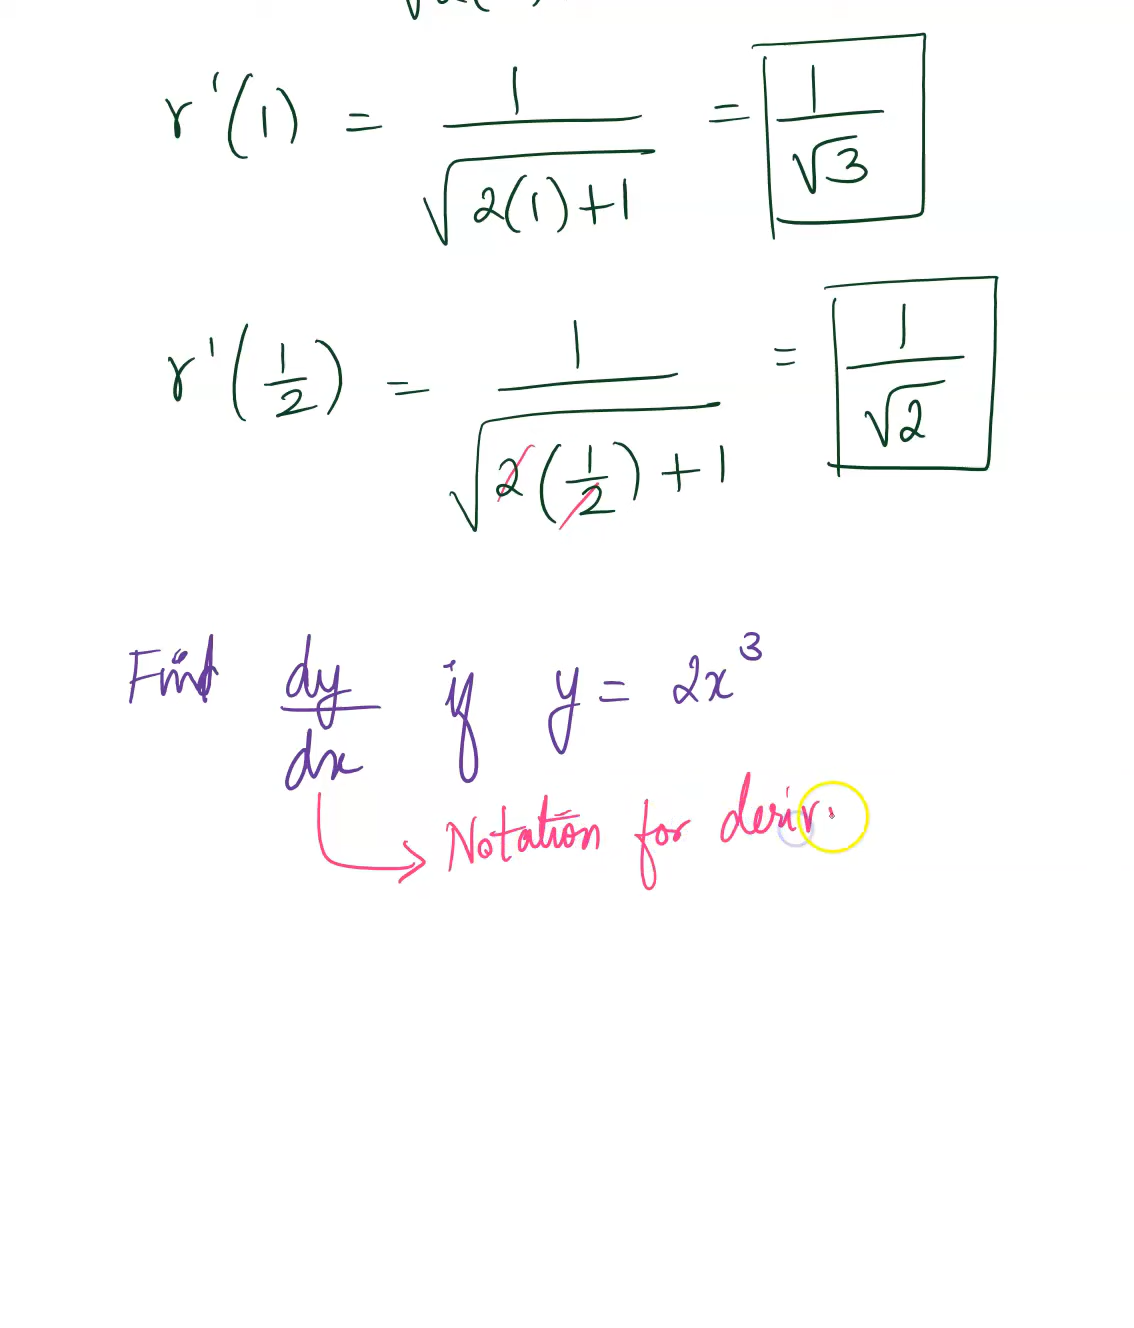 r'(1) = 1/√(2(1)+1) = 1/√3
r'(1/2) = 1/√(2(1/2)+1) = 1/√2
Find dy/dx if y = 2x³
Notation for deriv.